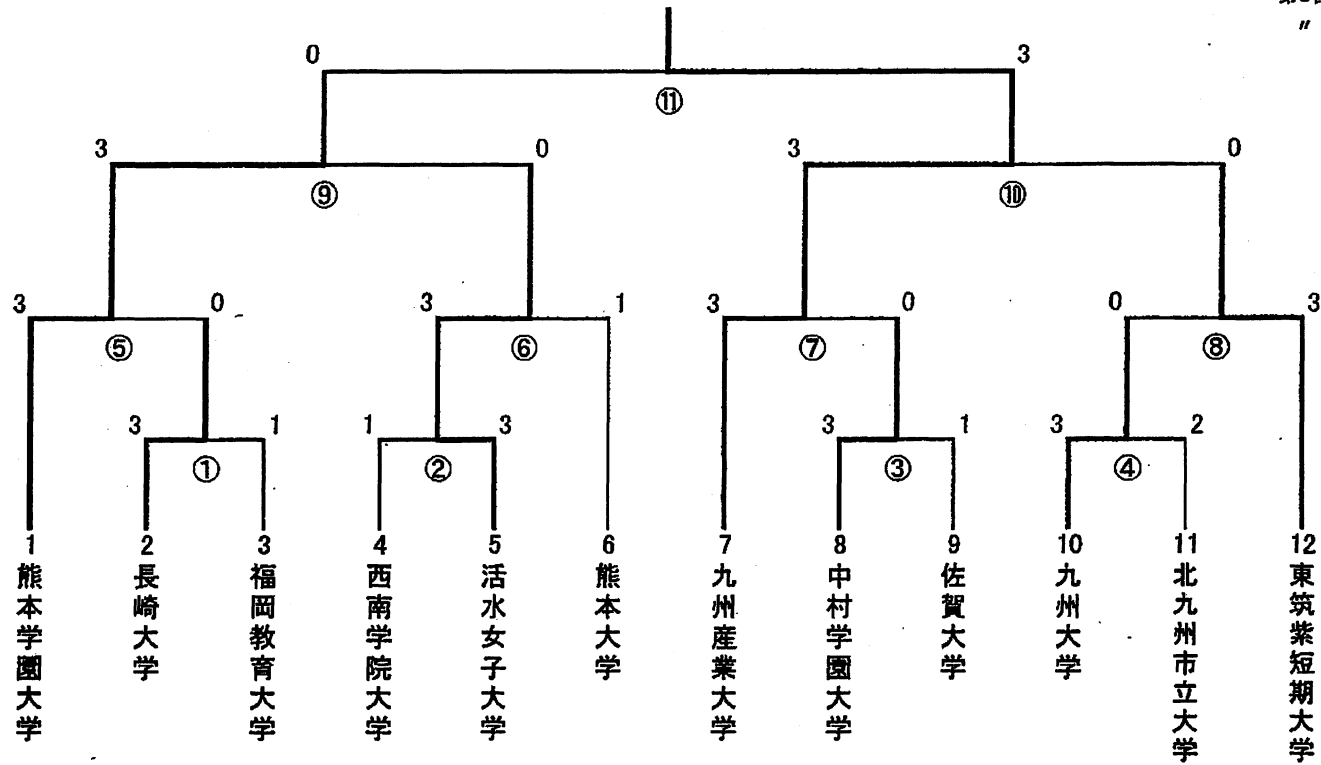 〃
0 3
⑪
3 0 3 0
⑨ ⑩
3 0 3 1 3 0 0 3
⑤ ⑥ ⑦ ⑧
3 1 1 3 3 1 3 2
① ② ③ ④
1 2 3 4 5 6 7 8 9 10 11 12
熊本学園大学
長崎大学
福岡教育大学
西南学院大学
活水女子大学
熊本大学
九州産業大学
中村学園大学
佐賀大学
九州大学
北九州市立大学
東筑紫短期大学